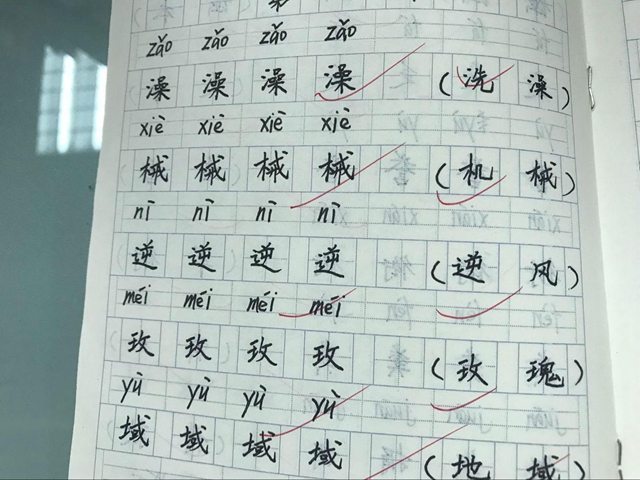 zǎo zǎo zǎo zǎo
澡 澡 澡 澡 (洗 澡)
xiè xiè xiè xiè
械 械 械 械 (机 械)
nì nì nì nì
逆 逆 逆 逆 (逆 风)
méi méi méi méi
玫 玫 玫 玫 (玫 瑰)
yù yù yù yù
域 域 域 域 (地 域)